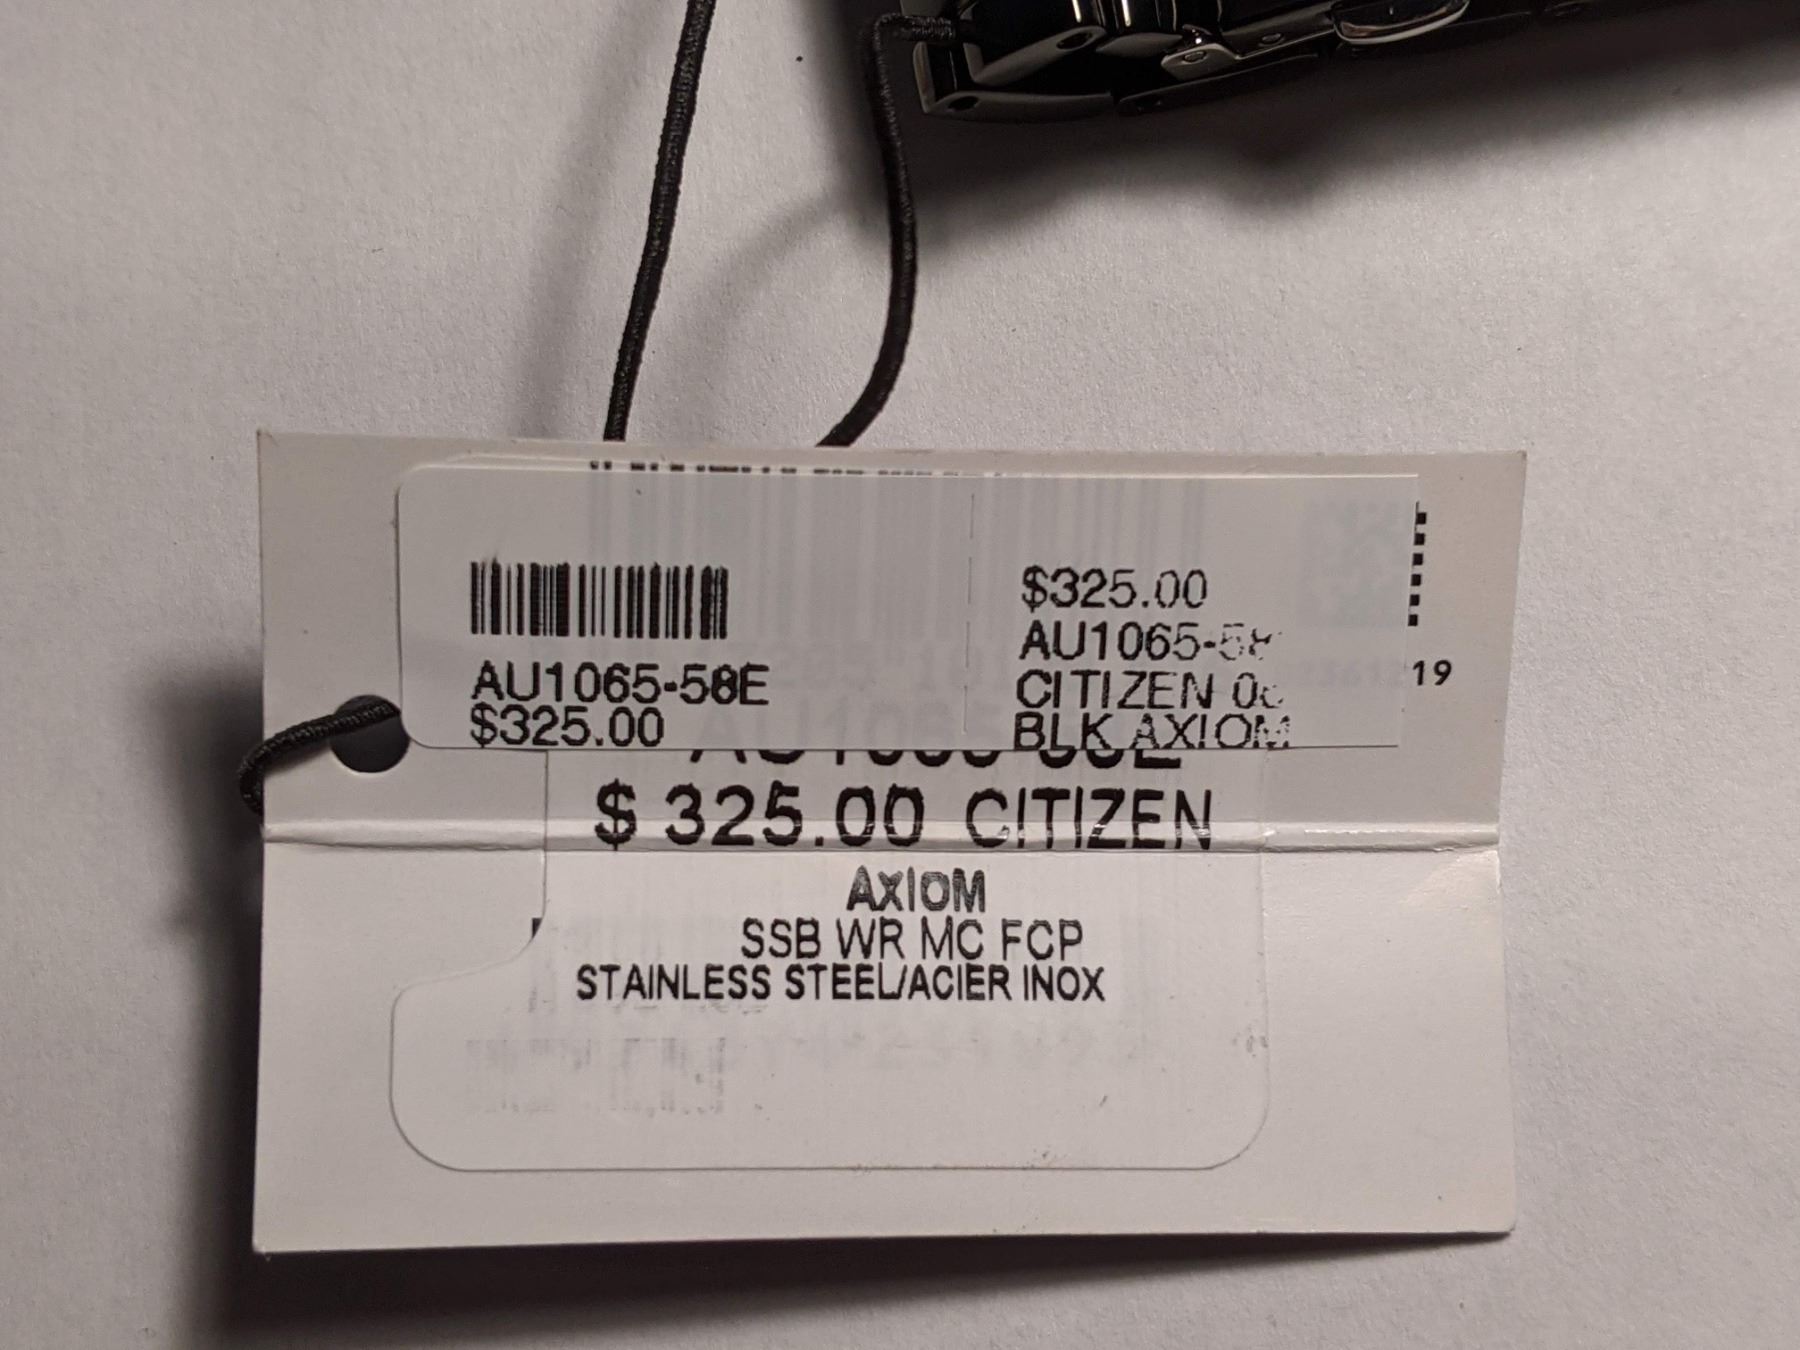 AU1065-58E
$325.00
$325.00
AU1065-58
CITIZEN
BLK AXIOM
19
$ 325.00 CITIZEN
AXIOM
SSB WR MC FCP
STAINLESS STEEL/ACIER INOX